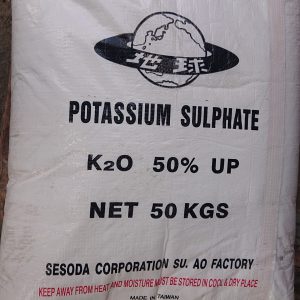 地球
POTASSIUM SULPHATE
K2O 50% UP
NET 50 KGS
SESODA CORPORATION SU. AO FACTORY
KEEP AWAY FROM HEAT AND MOISTURE MUST BE STORED IN COOL & DRY PLACE
MADE IN TAIWAN